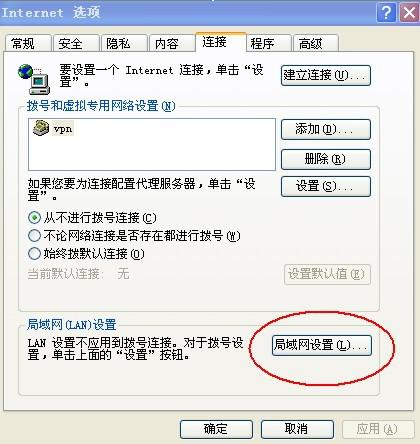 Internet 选项
常规 安全 隐私 内容 连接 程序 高级
要设置一个 Internet 连接，单击“设
置”。
建立连接(U)...
拨号和虚拟专用网络设置(N)
vpn
添加(D)...
删除(R)
如果您要为连接配置代理服务器，单击“设
置”。
设置(S)...
从不进行拨号连接(C)
不论网络连接是否存在都进行拨号(W)
始终拨默认连接(O)
当前默认连接: 无
设置默认值(E)
局域网(LAN)设置
LAN 设置不应用到拨号连接。对于拨号设
置，单击上面的“设置”按钮。
局域网设置(L)...
确定 取消 应用(A)